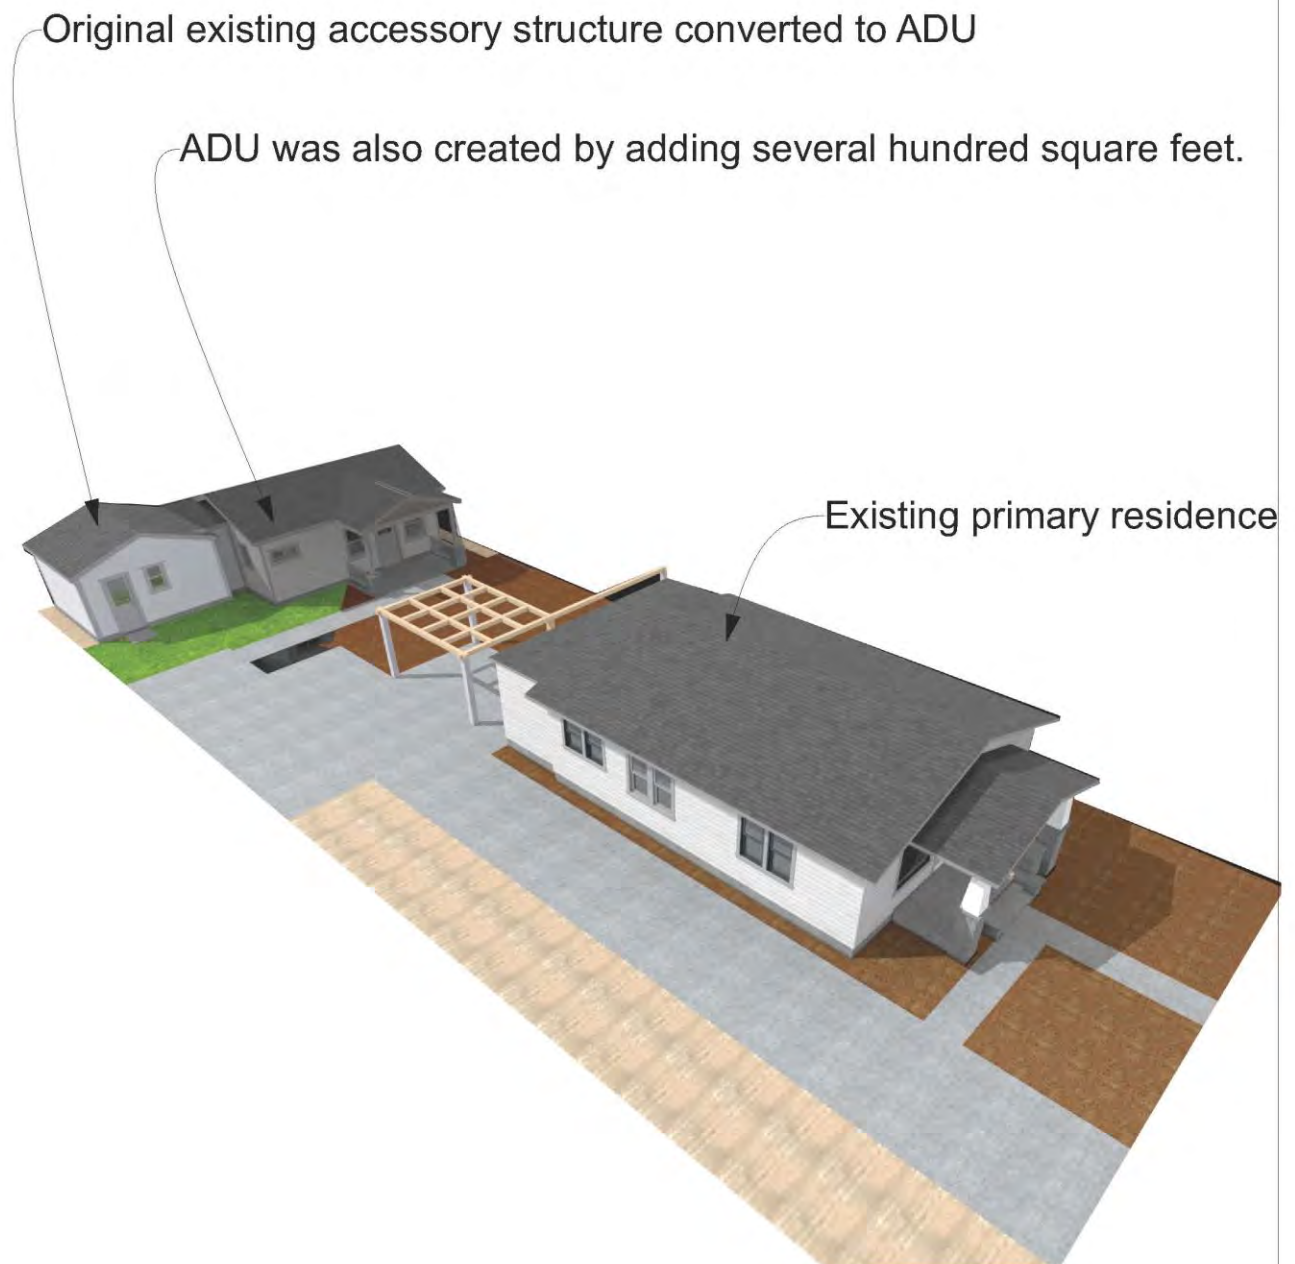 Original existing accessory structure converted to ADU
ADU was also created by adding several hundred square feet.
Existing primary residence